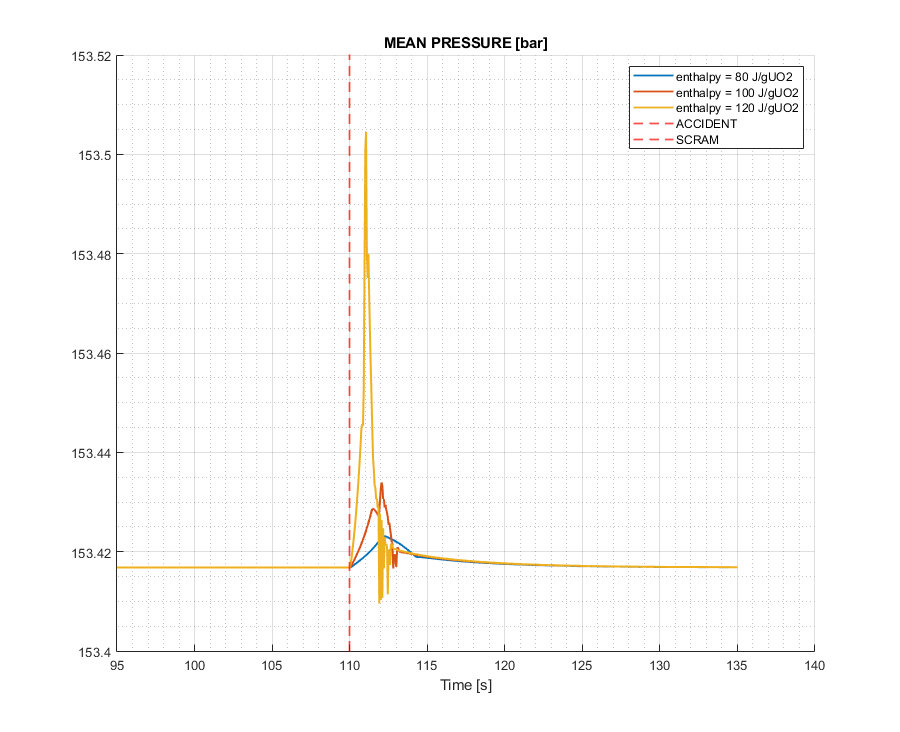 MEAN PRESSURE [bar]
153.52
153.5
153.48
153.46
153.44
153.42
153.4
enthalpy = 80 J/gUO2
enthalpy = 100 J/gUO2
enthalpy = 120 J/gUO2
ACCIDENT
SCRAM
95 100 105 110 115 120 125 130 135 140
Time [s]